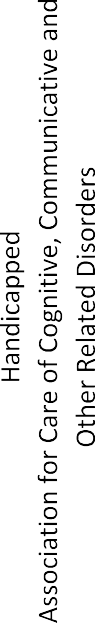 Handicapped
Association for Care of Cognitive, Communicative and
Other Related Disorders